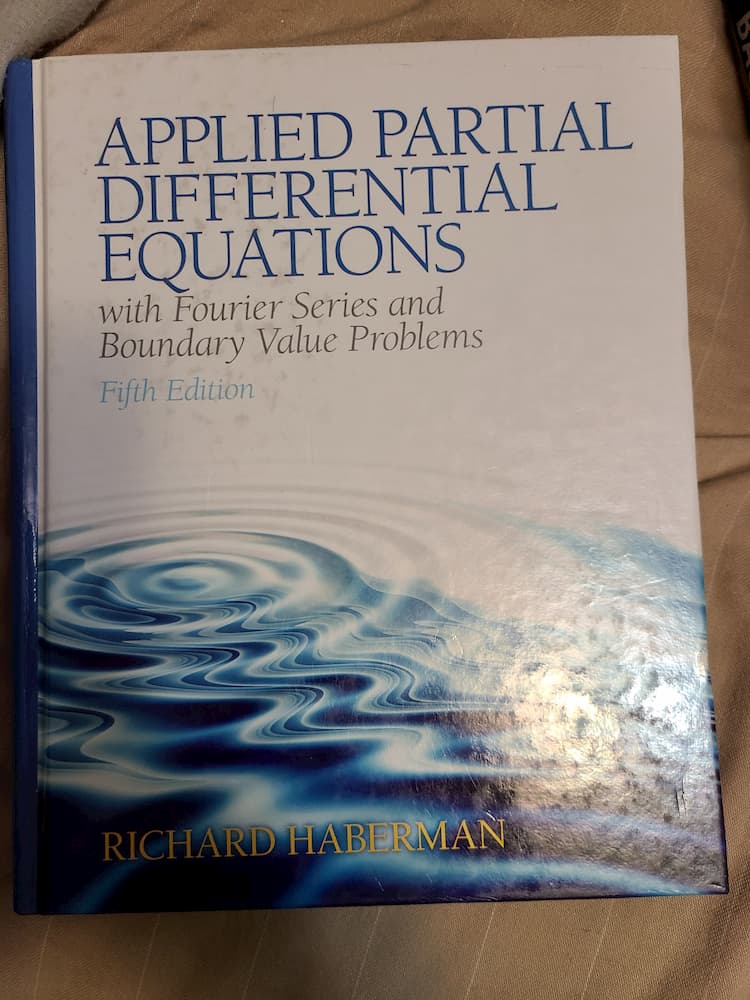 APPLIED PARTIAL
DIFFERENTIAL
EQUATIONS
with Fourier Series and
Boundary Value Problems
Fifth Edition
RICHARD HABERMAN